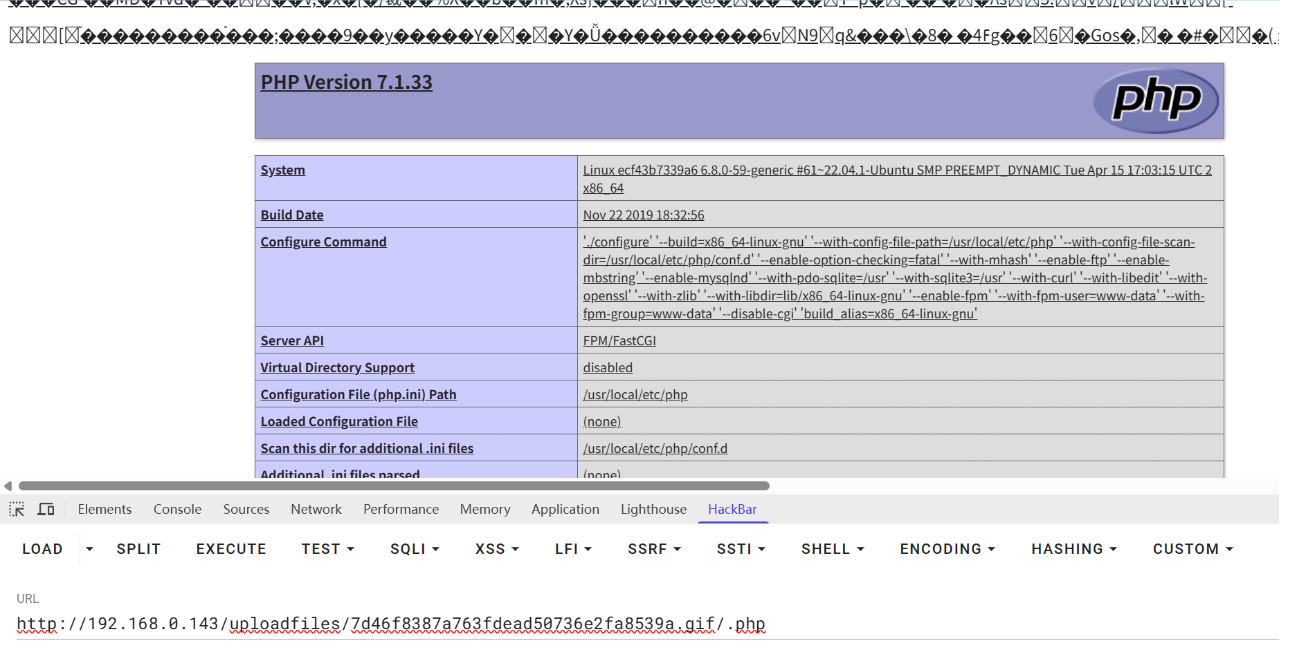 PHP Version 7.1.33
php
System
Linux ecf43b7339a6 6.8.0-59-generic #61~22.04.1-Ubuntu SMP PREEMPT_DYNAMIC Tue Apr 15 17:03:15 UTC 2
x86_64
Build Date
Nov 22 2019 18:32:56
Configure Command
'./configure' '--build=x86_64-linux-gnu' '--with-config-file-path=/usr/local/etc/php' '--with-config-file-scan-
dir=/usr/local/etc/php/conf.d' '--enable-option-checking=fatal' '--with-mhash' '--enable-ftp' '--enable-
mbstring' '--enable-mysqlnd' '--with-pdo-sqlite=/usr' '--with-sqlite3=/usr' '--with-curl' '--with-libedit' '--with-
openssl' '--with-zlib' '--with-libdir=lib/x86_64-linux-gnu' '--enable-fpm' '--with-fpm-user=www-data' '--with-
fpm-group=www-data' '--disable-cgi' 'build_alias=x86_64-linux-gnu'
Server API
FPM/FastCGI
Virtual Directory Support
disabled
Configuration File (php.ini) Path
/usr/local/etc/php
Loaded Configuration File
(none)
Scan this dir for additional .ini files
/usr/local/etc/php/conf.d
Additional .ini files parsed
(none)
Elements Console Sources Network Performance Memory Application Lighthouse HackBar
LOAD SPLIT EXECUTE TEST SQLI XSS LFI SSRF SSTI SHELL ENCODING HASHING CUSTOM
URL
http://192.168.0.143/uploadfiles/7d46f8387a763fdead50736e2fa8539a.gif/.php